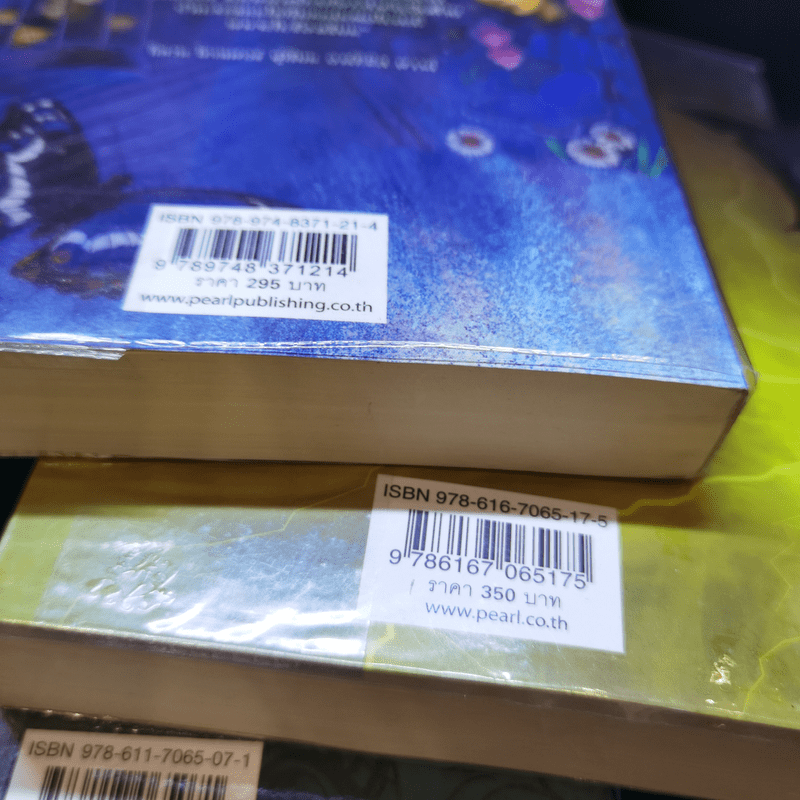 ISBN 978-974-8371-21-4
9 789748 371214
ราคา 295 บาท
www.pearlpublishing.co.th
ISBN 978-616-7065-17-5
9 786167 065175
ราคา 350 บาท
www.pearl.co.th
ISBN 978-611-7065-07-1